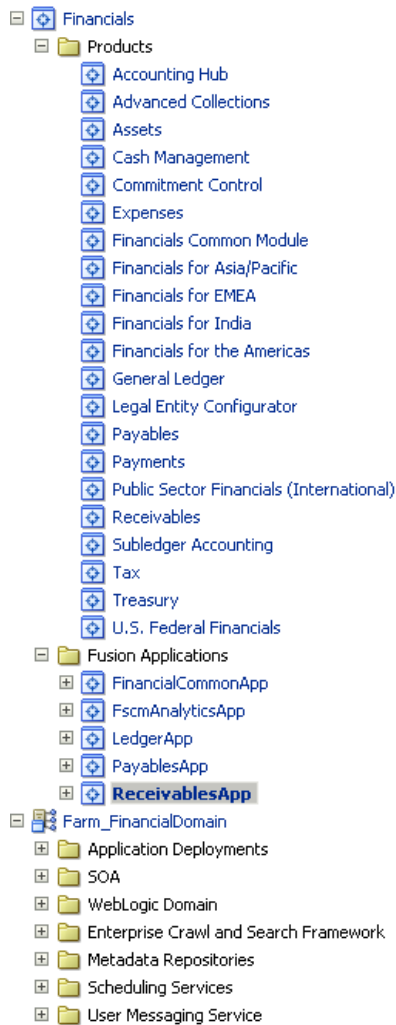 Financials
Products
Accounting Hub
Advanced Collections
Assets
Cash Management
Commitment Control
Expenses
Financials Common Module
Financials for Asia/Pacific
Financials for EMEA
Financials for India
Financials for the Americas
General Ledger
Legal Entity Configurator
Payables
Payments
Public Sector Financials (International)
Receivables
Subledger Accounting
Tax
Treasury
U.S. Federal Financials
Fusion Applications
FinancialCommonApp
FscmAnalyticsApp
LedgerApp
PayablesApp
ReceivablesApp
Farm_FinancialDomain
Application Deployments
SOA
WebLogic Domain
Enterprise Crawl and Search Framework
Metadata Repositories
Scheduling Services
User Messaging Service